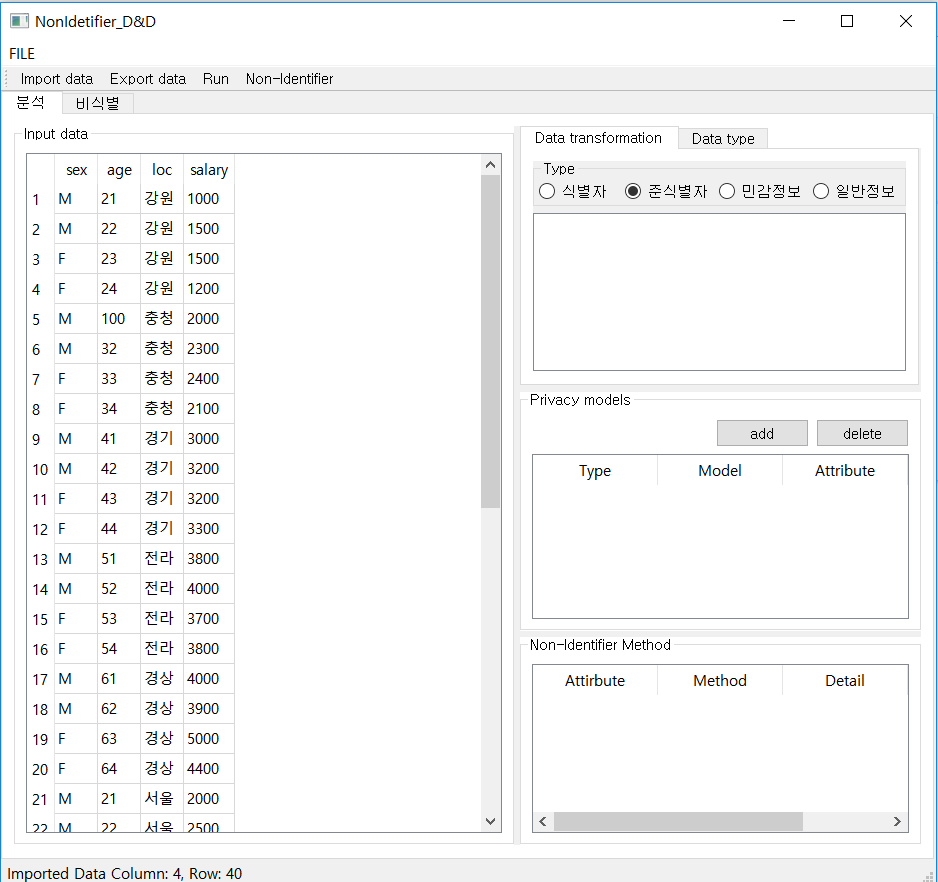 NonIdetifier_D&D
FILE
Import data Export data Run Non-Identifier
분석 비식별
Input data
sex age loc salary
1 M 21 강원 1000
2 M 22 강원 1500
3 F 23 강원 1500
4 F 24 강원 1200
5 M 100 충청 2000
6 M 32 충청 2300
7 F 33 충청 2400
8 F 34 충청 2100
9 M 41 경기 3000
10 M 42 경기 3200
11 F 43 경기 3200
12 F 44 경기 3300
13 M 51 전라 3800
14 M 52 전라 4000
15 F 53 전라 3700
16 F 54 전라 3800
17 M 61 경상 4000
18 M 62 경상 3900
19 F 63 경상 5000
20 F 64 경상 4400
21 M 21 서울 2000
22 M 22 서울 2500
Data transformation Data type
Type
식별자 준식별자 민감정보 일반정보
Privacy models
add delete
Type Model Attribute
Non-Identifier Method
Attirbute Method Detail
Imported Data Column: 4, Row: 40